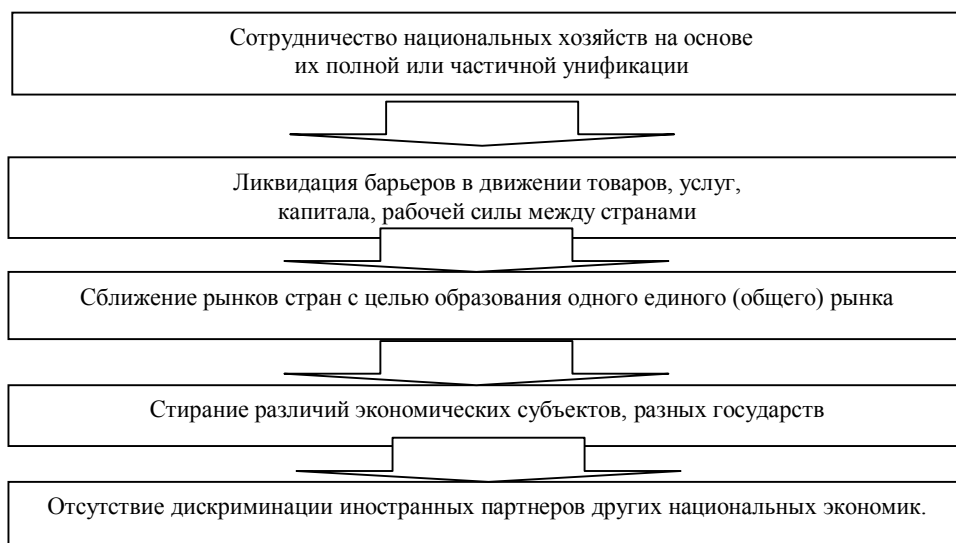 Сотрудничество национальных хозяйств на основе
их полной или частичной унификации
Ликвидация барьеров в движении товаров, услуг,
капитала, рабочей силы между странами
Сближение рынков стран с целью образования одного единого (общего) рынка
Стирание различий экономических субъектов, разных государств
Отсутствие дискриминации иностранных партнеров других национальных экономик.